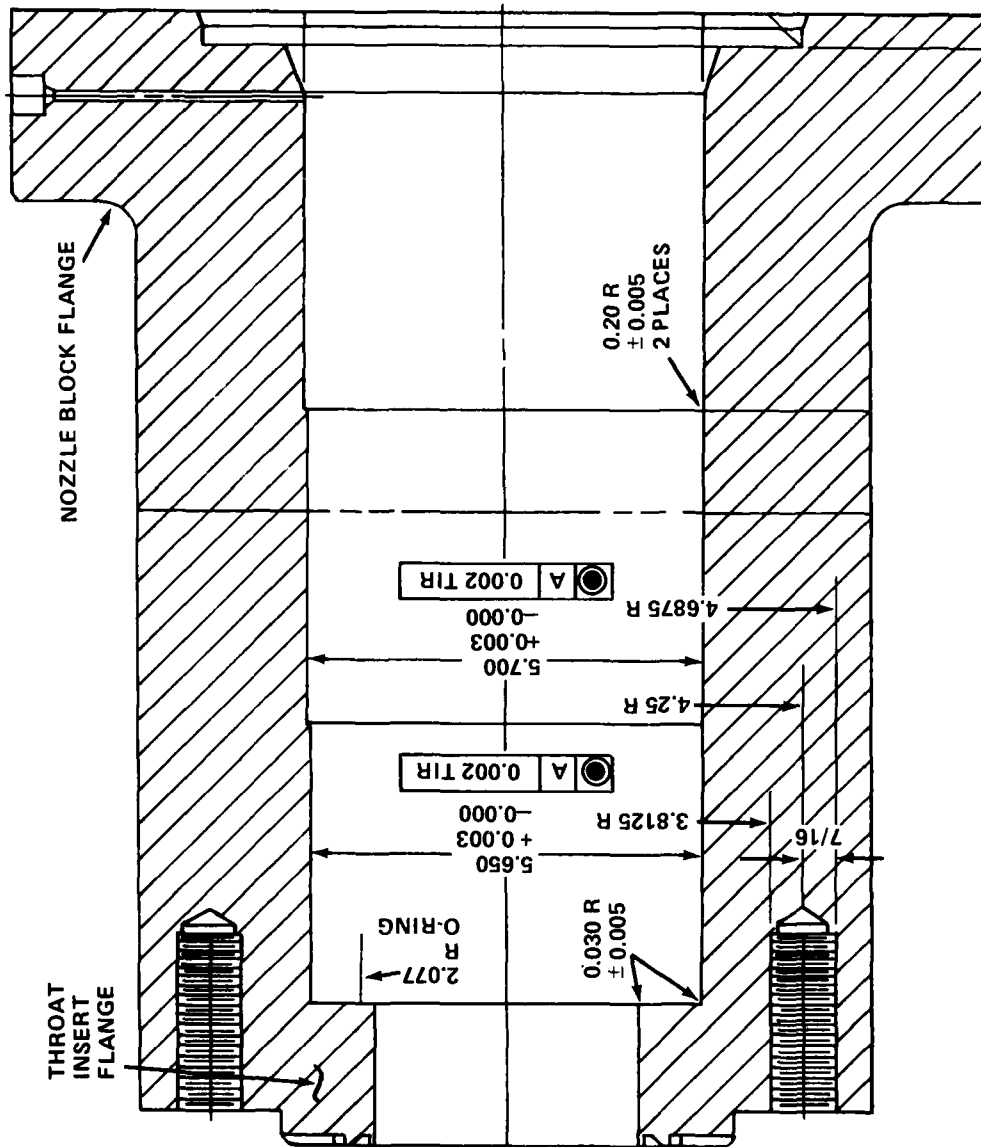 NOZZLE BLOCK FLANGE
0.20 R
± 0.005
2 PLACES
0.002 TIR
A
5.700
+0.003
−0.000
4.6875 R
4.25 R
0.002 TIR
A
5.650
+ 0.003
−0.000
3.8125 R
7/16
2.077
R
O-RING
0.030 R
± 0.005
THROAT
INSERT
FLANGE